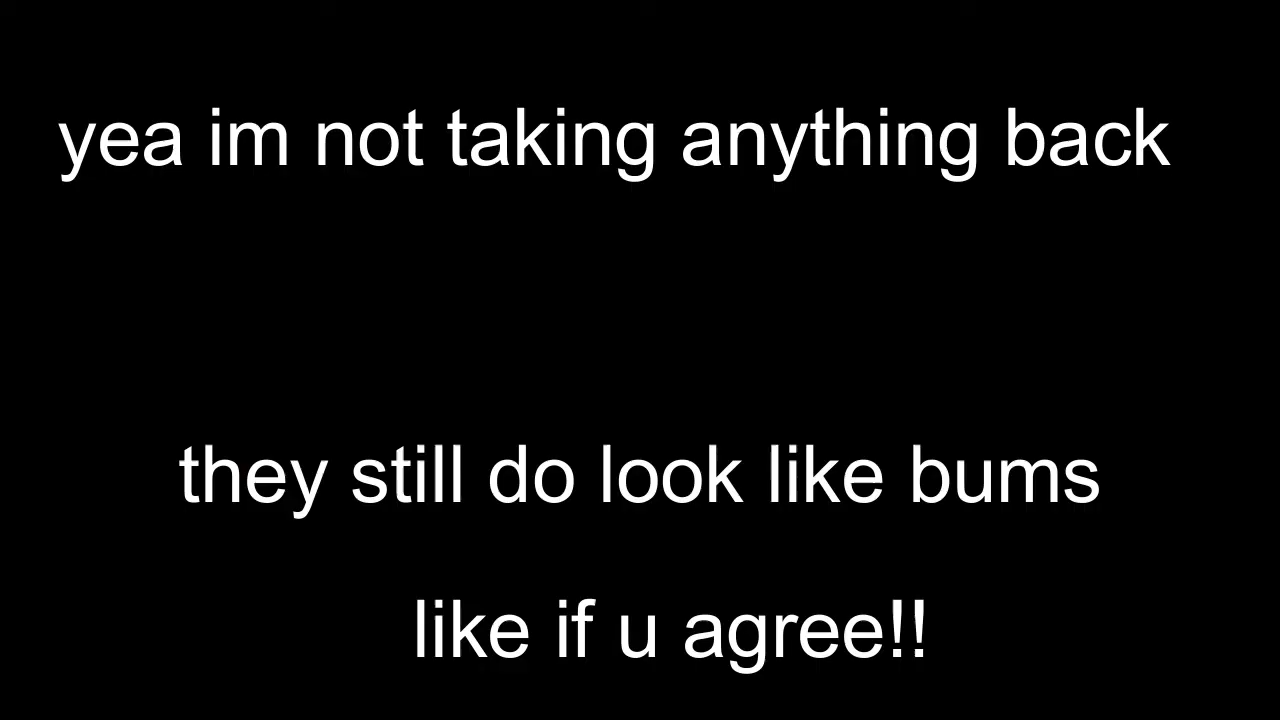 yea im not taking anything back
they still do look like bums
like if u agree!!